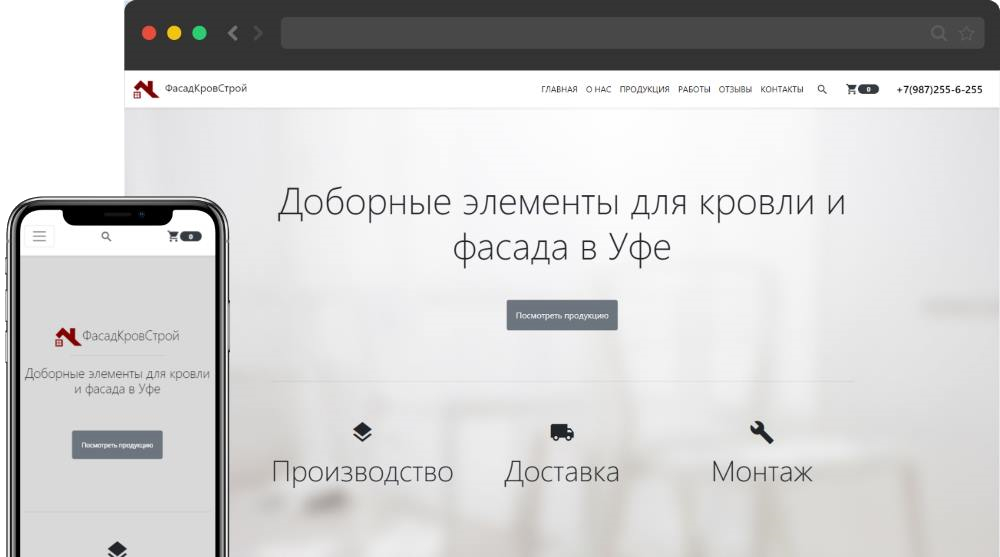 ФасадКровСтрой
ГЛАВНАЯ О НАС ПРОДУКЦИЯ РАБОТЫ ОТЗЫВЫ КОНТАКТЫ 0 +7(987)255-6-255
Доборные элементы для кровли и
фасада в Уфе
Посмотреть продукцию
Производство Доставка Монтаж
0
ФасадКровСтрой
Доборные элементы для кровли
и фасада в Уфе
Посмотреть продукцию